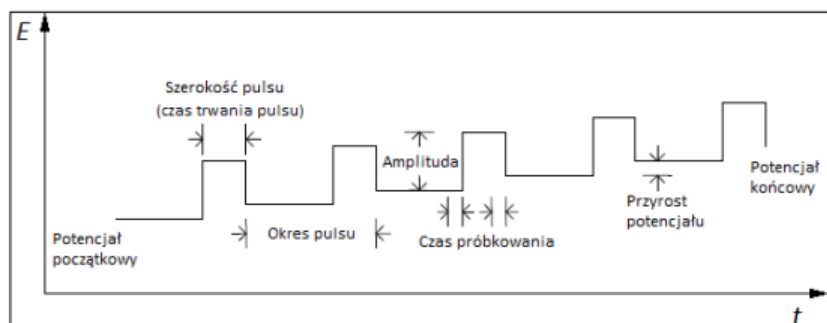 E
Szerokość pulsu
(czas trwania pulsu)
Amplituda
Potencjał
końcowy
Przyrost
potencjału
Okres pulsu
Czas próbkowania
Potencjał
początkowy
t